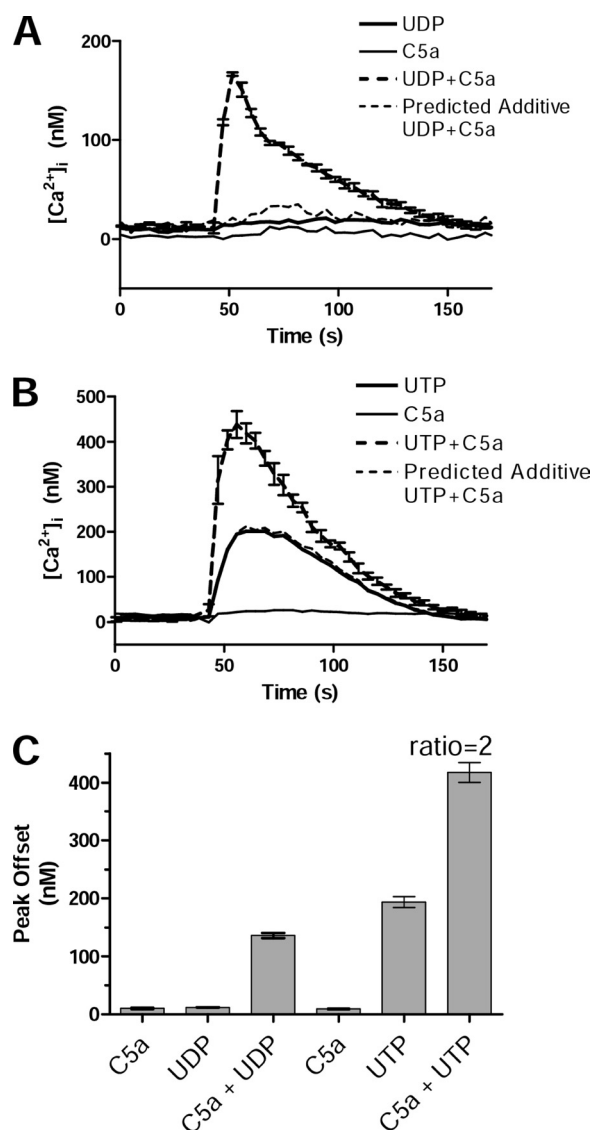 A
UDP
C5a
UDP+C5a
Predicted Additive
UDP+C5a
200
100
0
[Ca2+]i (nM)
0 50 100 150
Time (s)
B
UTP
C5a
UTP+C5a
Predicted Additive
UTP+C5a
500
400
300
200
100
0
[Ca2+]i (nM)
0 50 100 150
Time (s)
C
ratio=2
400
300
200
100
0
Peak Offset
(nM)
C5a
UDP
C5a + UDP
C5a
UTP
C5a + UTP